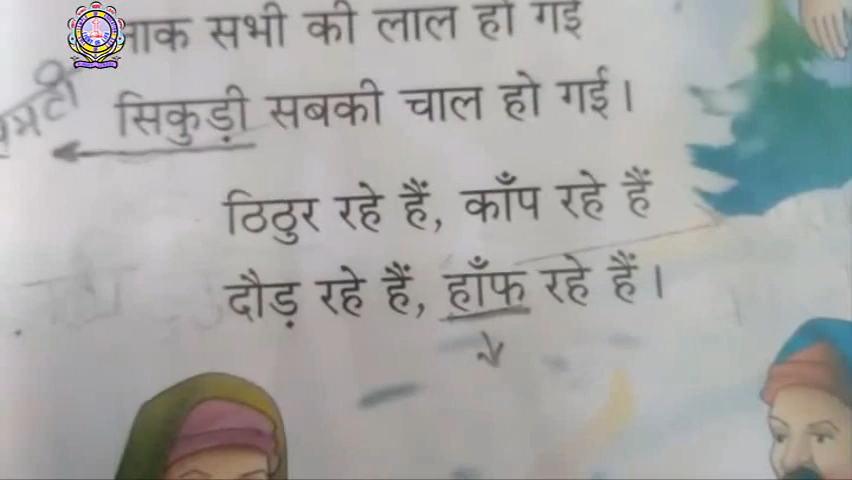 नाक सभी की लाल हो गई
सिकुड़ी सबकी चाल हो गई।
ठिठुर रहे हैं, काँप रहे हैं
दौड़ रहे हैं, हाँफ रहे हैं।